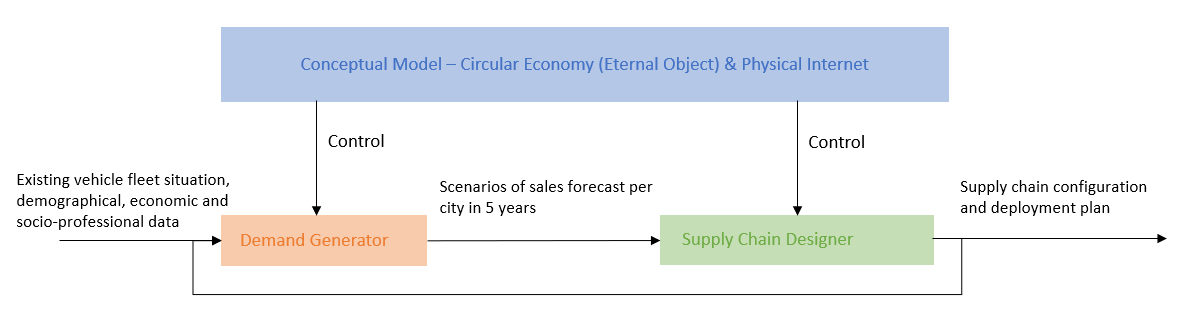 Conceptual Model – Circular Economy (Eternal Object) & Physical Internet
Control
Control
Existing vehicle fleet situation,
demographical, economic and
socio-professional data
Scenarios of sales forecast per
city in 5 years
Supply chain configuration
and deployment plan
Demand Generator
Supply Chain Designer